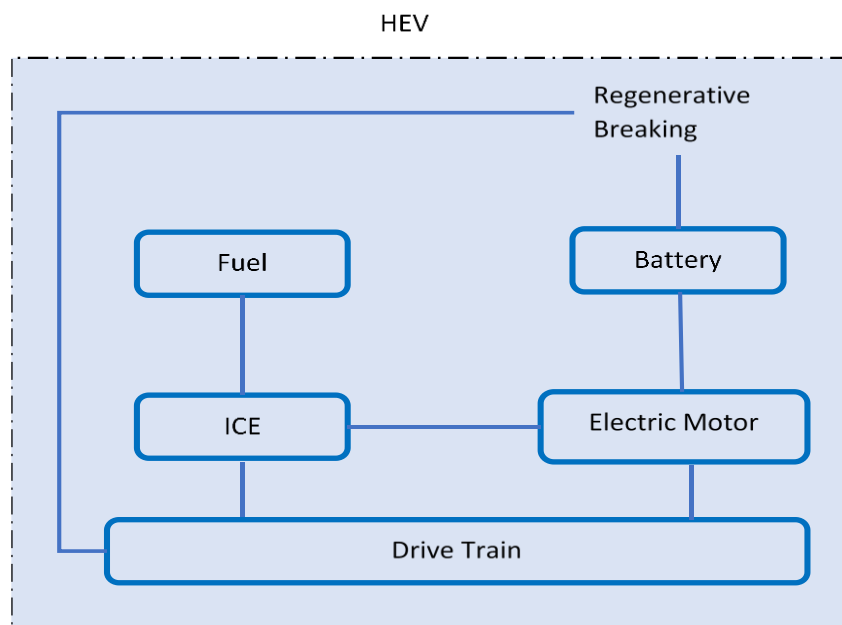 HEV
Regenerative
Breaking
Fuel
Battery
ICE
Electric Motor
Drive Train